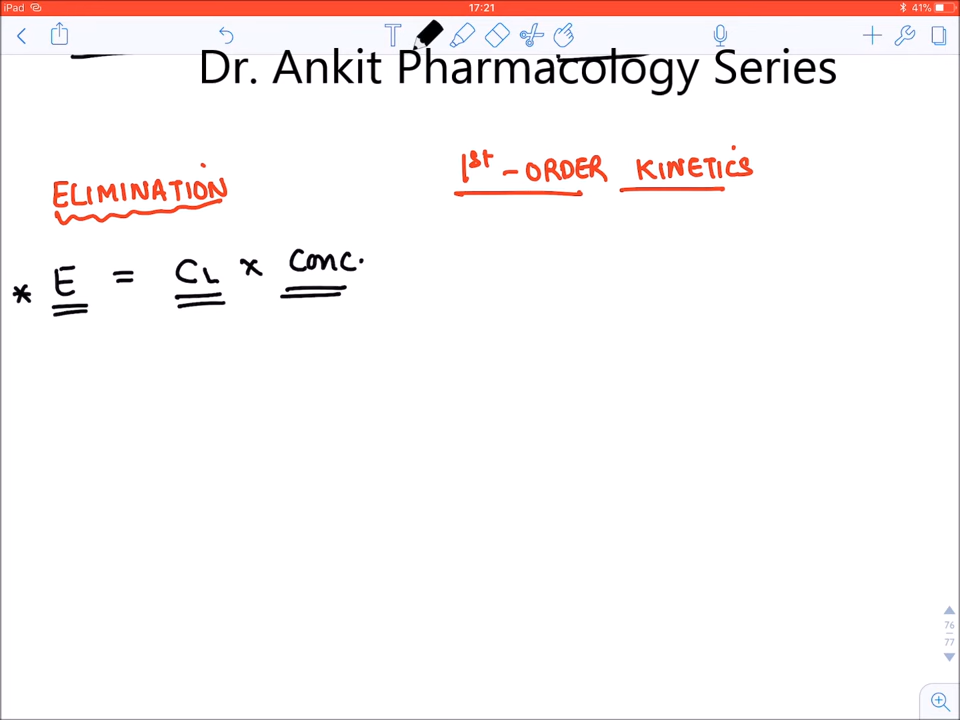 iPad 17:21 41%
T
Dr. Ankit Pharmacology Series
1st - ORDER KINETICS
ELIMINATION
* E = CL x Conc.
76
77